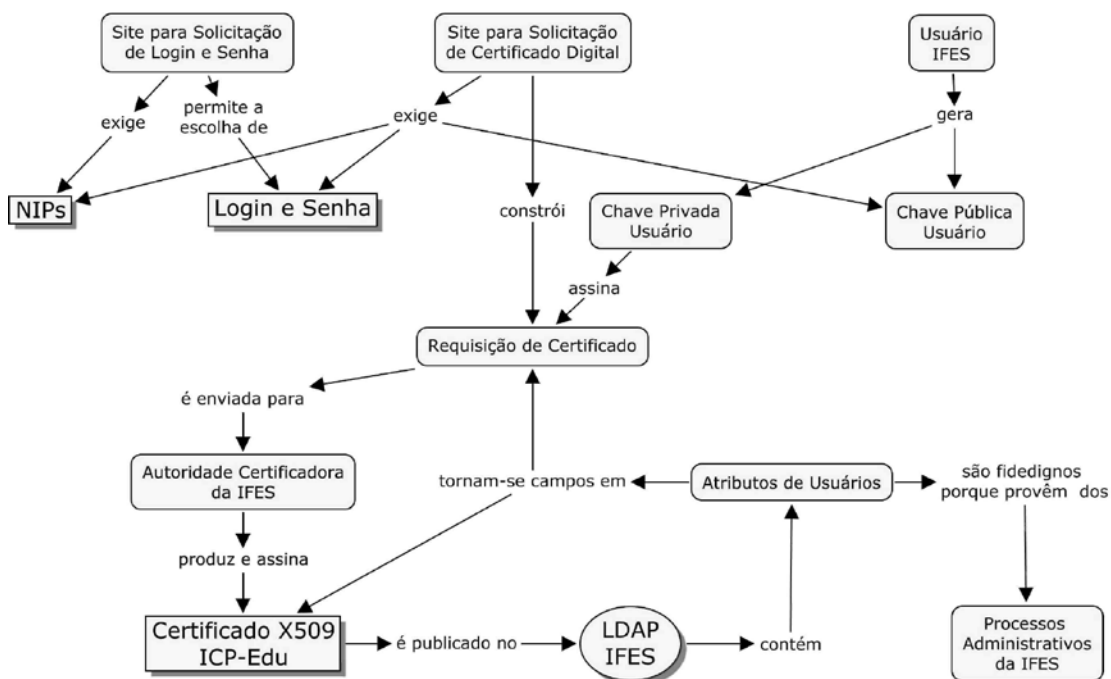 Site para Solicitação
de Login e Senha
Site para Solicitação
de Certificado Digital
Usuário
IFES
exige
permite a
escolha de
exige
gera
NIPs
Login e Senha
constrói
Chave Privada
Usuário
Chave Pública
Usuário
assina
Requisição de Certificado
é enviada para
Autoridade Certificadora
da IFES
tornam-se campos em
Atributos de Usuários
são fidedignos
porque provêm dos
produz e assina
Certificado X509
ICP-Edu
é publicado no
LDAP
IFES
contém
Processos
Administrativos
da IFES